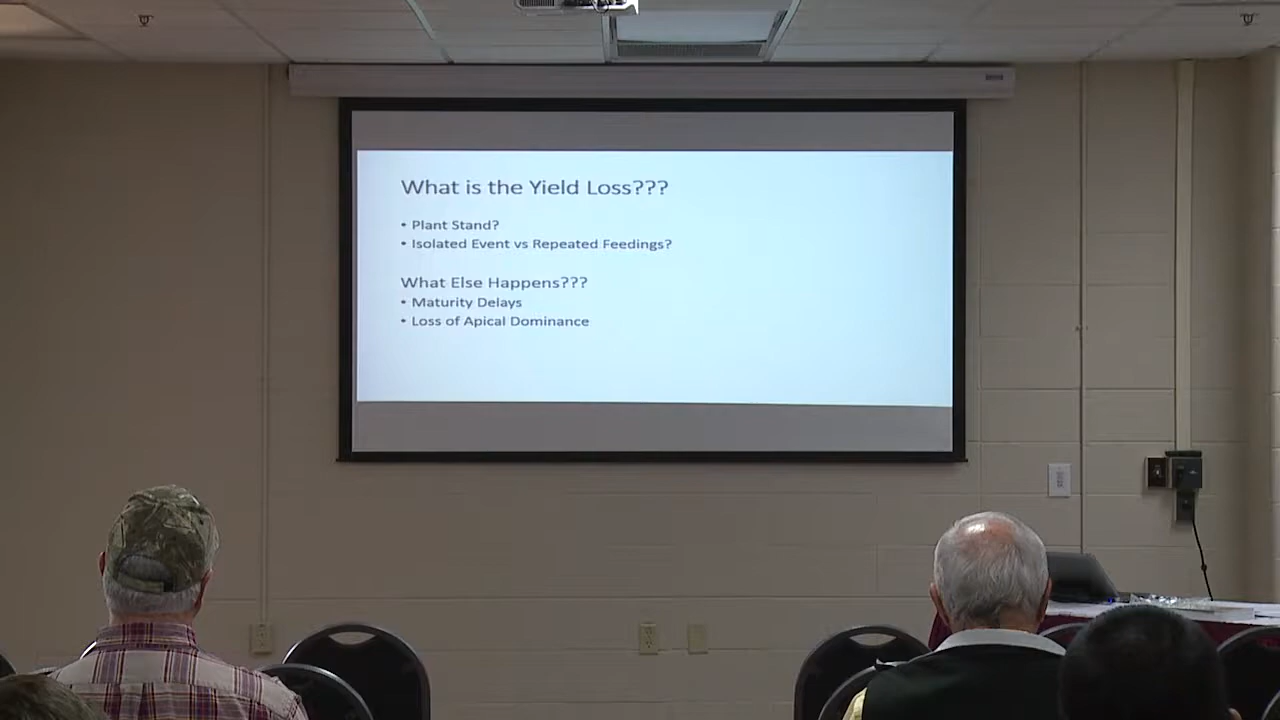 What is the Yield Loss???
• Plant Stand?
• Isolated Event vs Repeated Feedings?
What Else Happens???
• Maturity Delays
• Loss of Apical Dominance